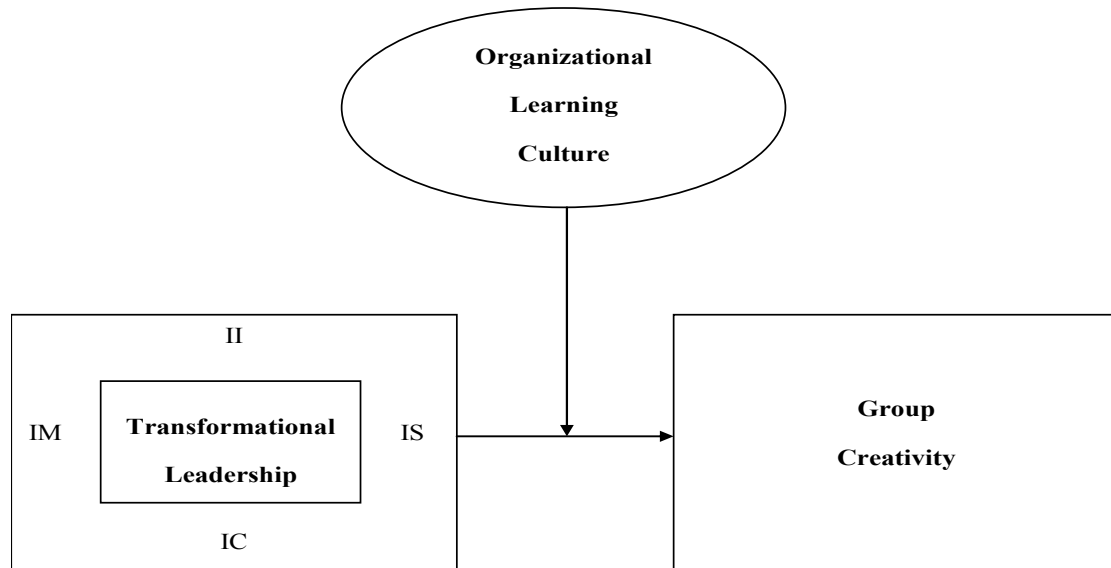 Organizational
Learning
Culture
II
IM
Transformational
Leadership
IS
IC
Group
Creativity